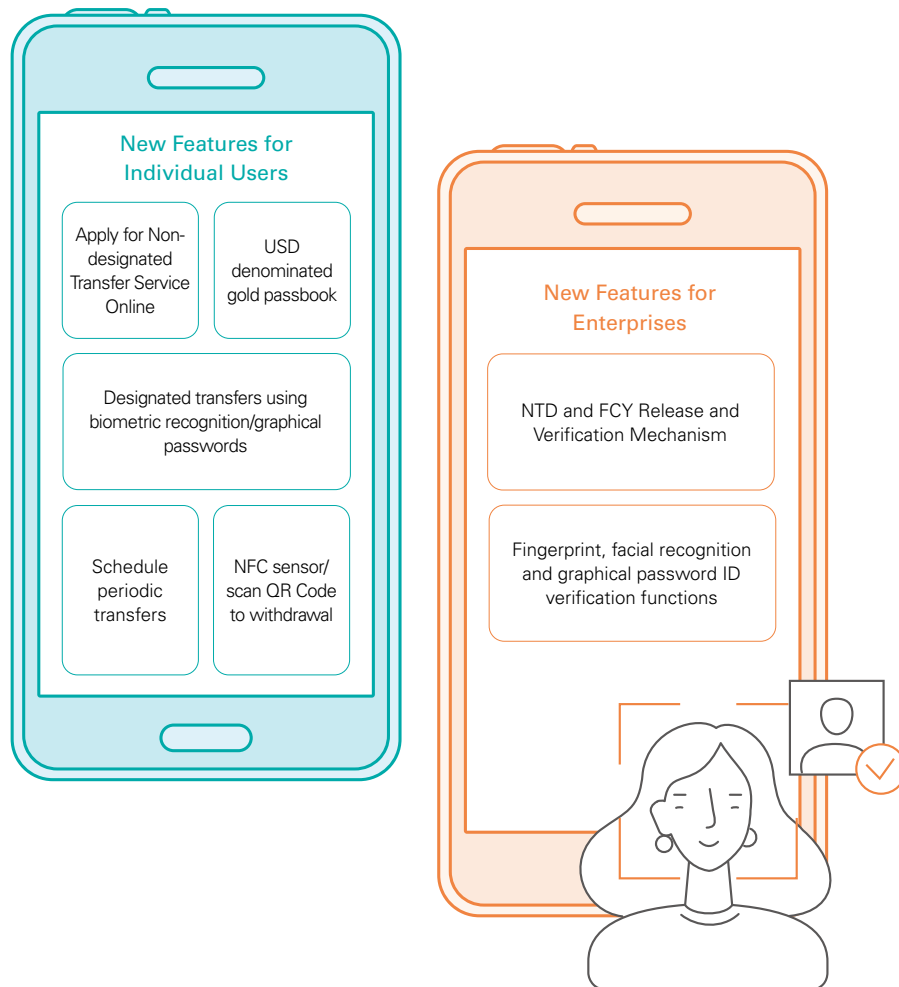 New Features for
Individual Users
Apply for Non-
designated
Transfer Service
Online
USD
denominated
gold passbook
Designated transfers using
biometric recognition/graphical
passwords
Schedule
periodic
transfers
NFC sensor/
scan QR Code
to withdrawal
New Features for
Enterprises
NTD and FCY Release and
Verification Mechanism
Fingerprint, facial recognition
and graphical password ID
verification functions